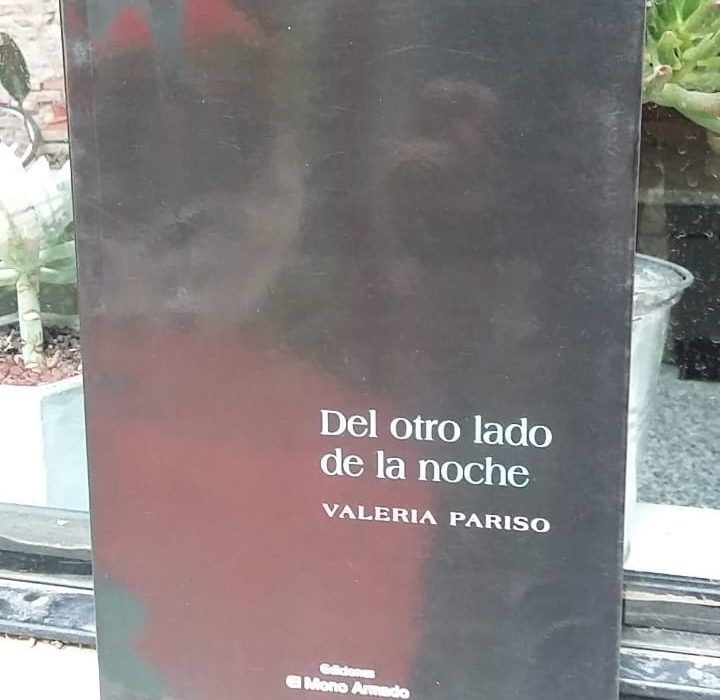 Del otro lado
de la noche
VALERIA PARISO
Ediciones
El Mono Armado